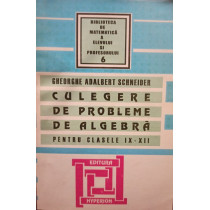 BIBLIOTECA
DE
MATEMATICĂ
A
ELEVULUI
ȘI
PROFESORULUI
6
GHEORGHE ADALBERT SCHNEIDER
CULEGERE
DE PROBLEME
DE ALGEBRĂ
PENTRU CLASELE IX-XII
EDITURA
HYPERION